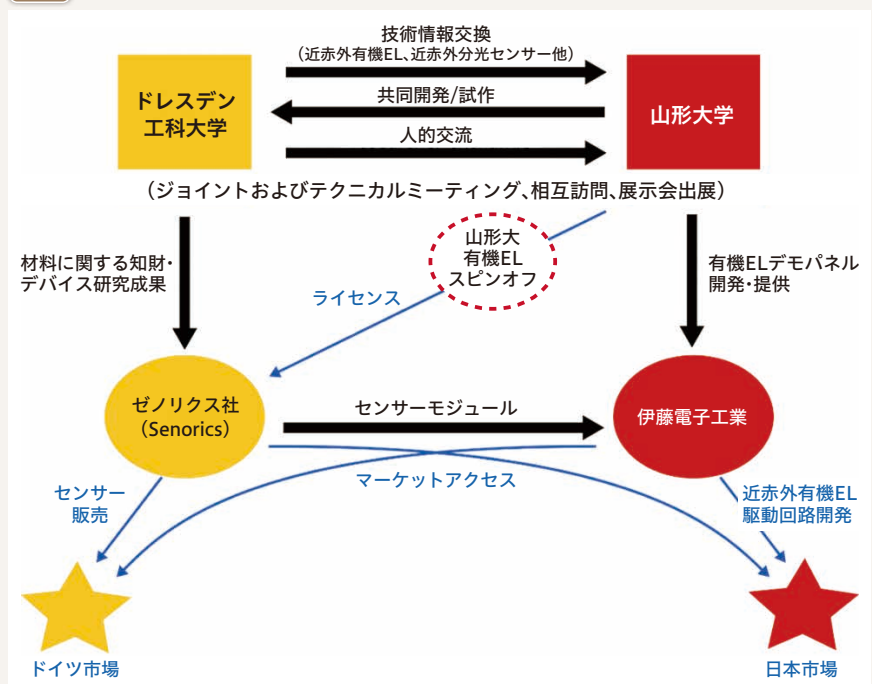 技術情報交換
（近赤外有機EL、近赤外分光センサー他）
ドレスデン
工科大学
共同開発/試作
山形大学
人的交流
（ジョイントおよびテクニカルミーティング、相互訪問、展示会出展）
材料に関する知財・
デバイス研究成果
山形大
有機EL
スピンオフ
有機ELデモパネル
開発・提供
ライセンス
ゼノリクス社
（Senorics）
センサーモジュール
伊藤電子工業
マーケットアクセス
センサー
販売
近赤外有機EL
駆動回路開発
ドイツ市場
日本市場